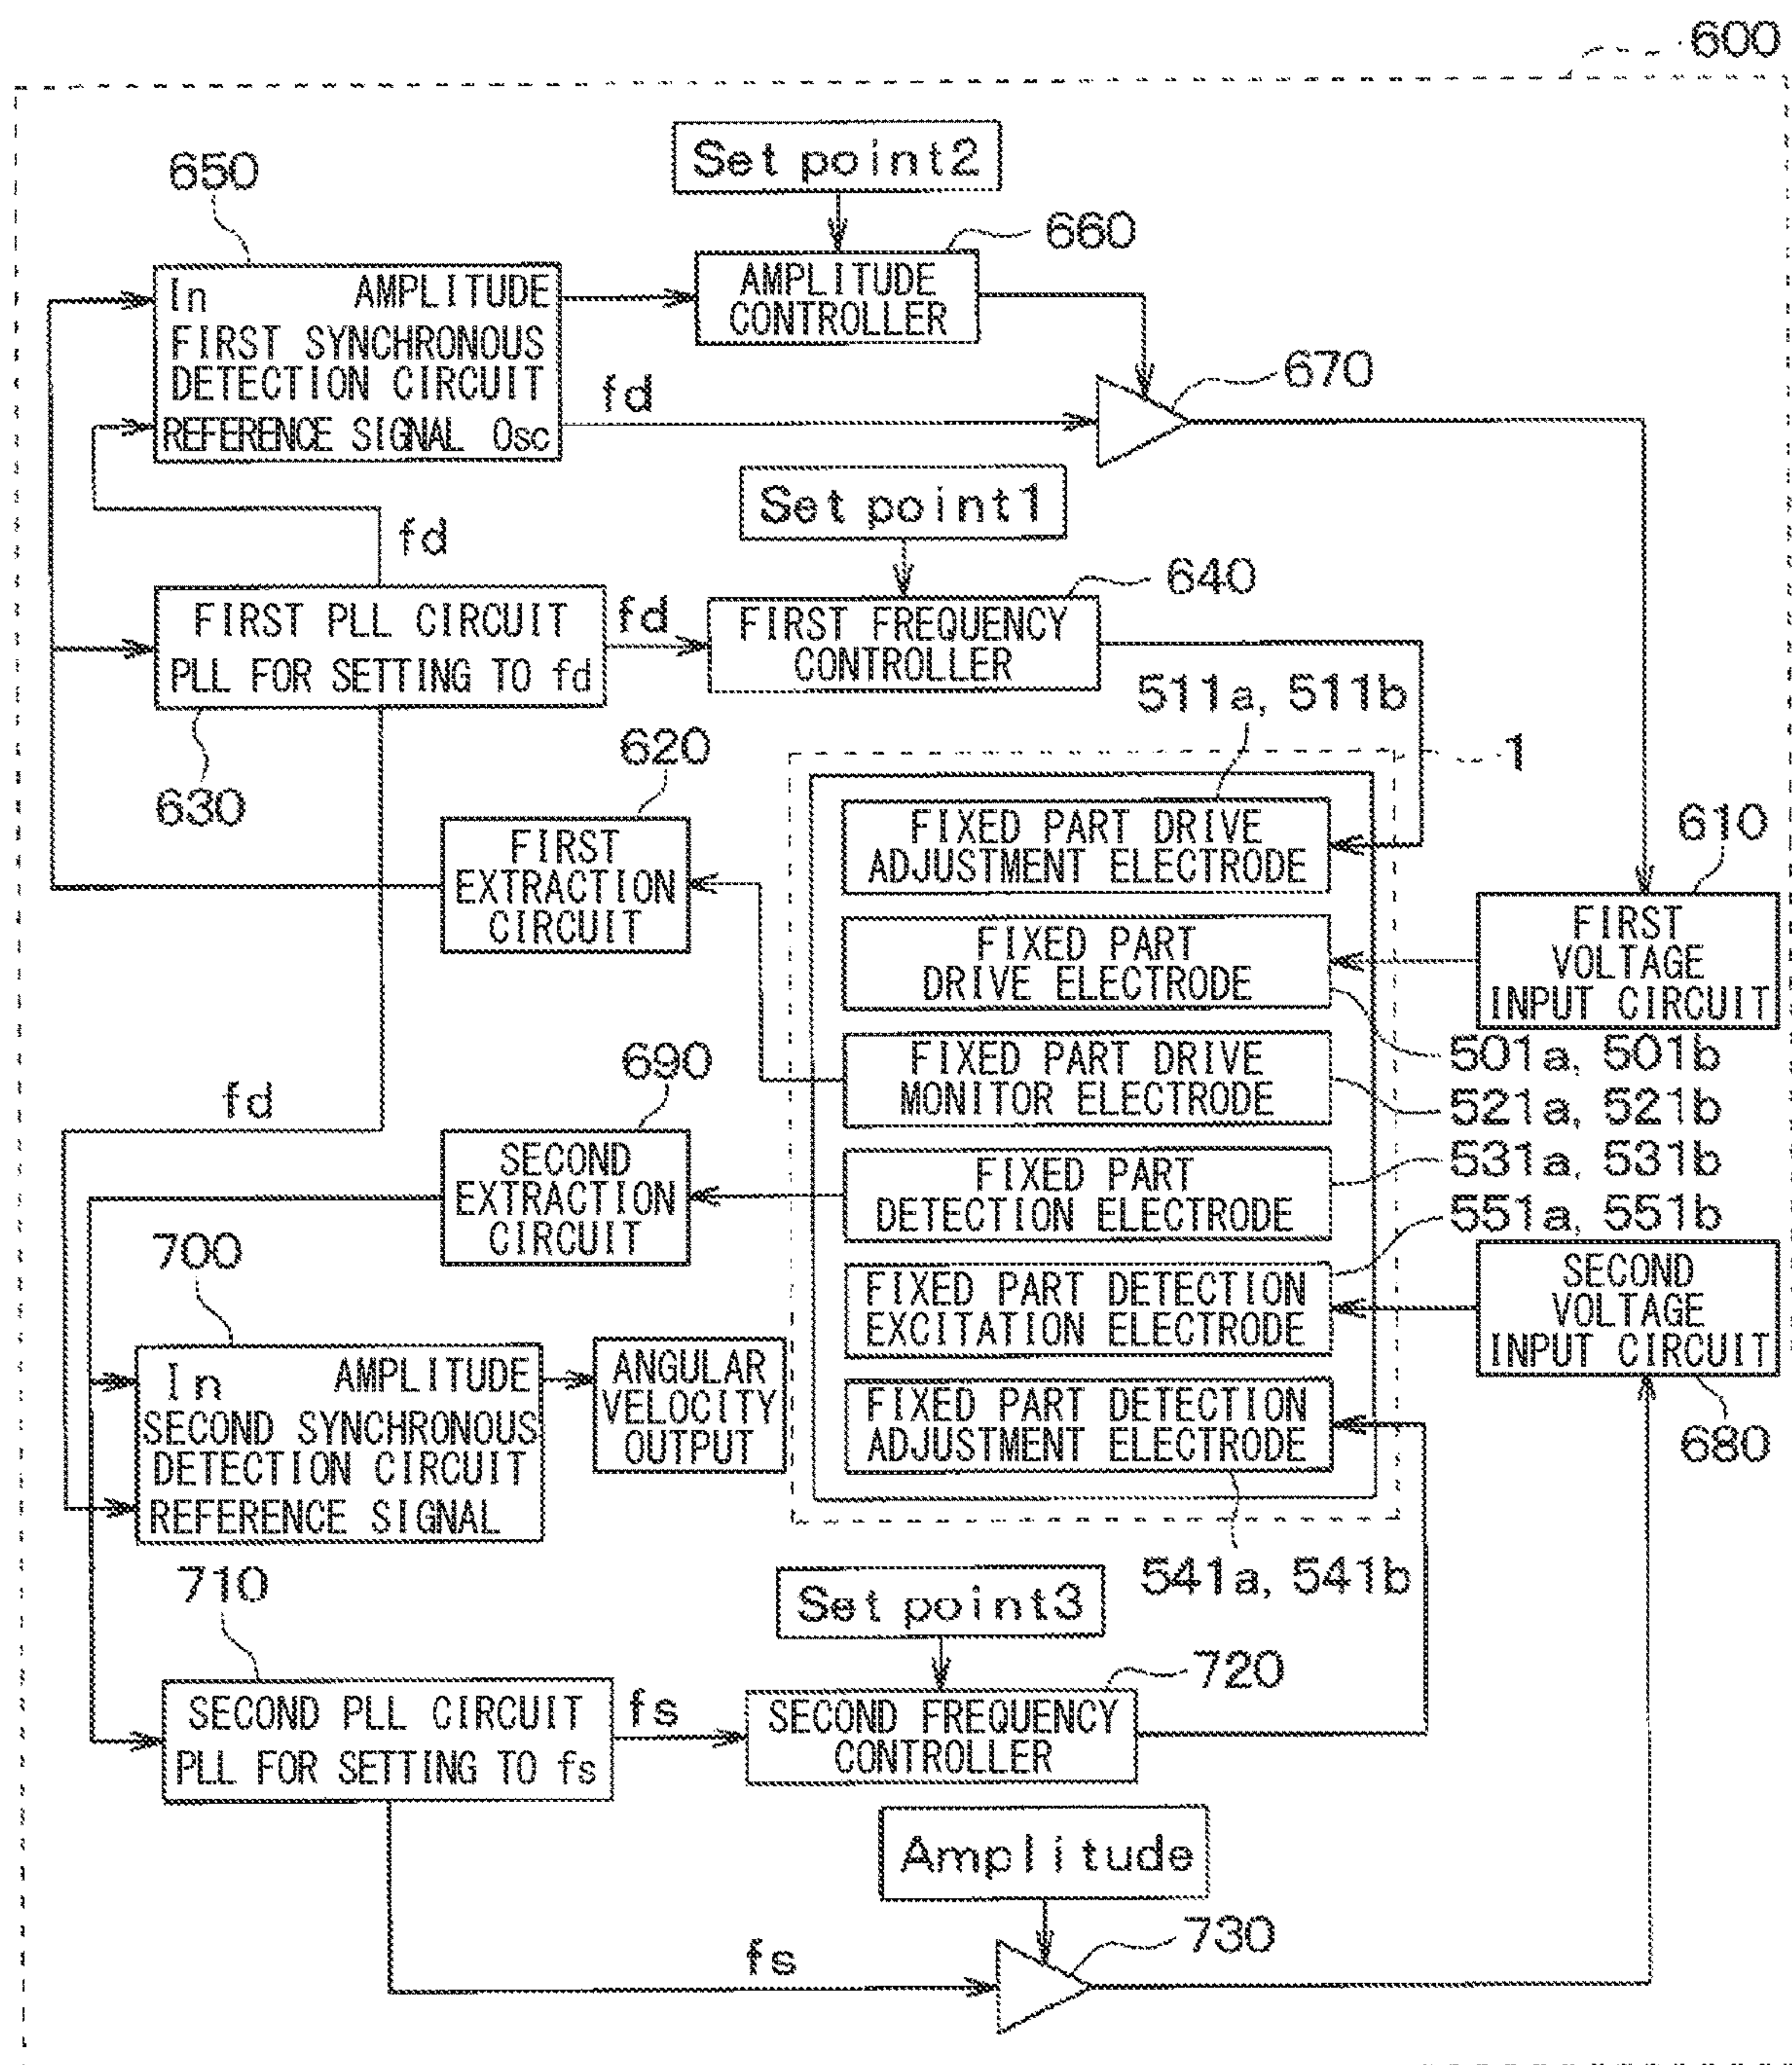 600
Set point2
650
660
In AMPLITUDE
FIRST SYNCHRONOUS
DETECTION CIRCUIT
REFERENCE SIGNAL Osc
AMPLITUDE
CONTROLLER
fd
670
Set point1
fd
640
FIRST PLL CIRCUIT
PLL FOR SETTING TO fd
fd
FIRST FREQUENCY
CONTROLLER
511a, 511b
1
620
630
FIRST
EXTRACTION
CIRCUIT
FIXED PART DRIVE
ADJUSTMENT ELECTRODE
610
FIRST
VOLTAGE
INPUT CIRCUIT
FIXED PART
DRIVE ELECTRODE
501a, 501b
FIXED PART DRIVE
MONITOR ELECTRODE
521a, 521b
690
fd
SECOND
EXTRACTION
CIRCUIT
FIXED PART
DETECTION ELECTRODE
531a, 531b
551a, 551b
700
FIXED PART DETECTION
EXCITATION ELECTRODE
SECOND
VOLTAGE
INPUT CIRCUIT
680
In AMPLITUDE
SECOND SYNCHRONOUS
DETECTION CIRCUIT
REFERENCE SIGNAL
ANGULAR
VELOCITY
OUTPUT
FIXED PART DETECTION
ADJUSTMENT ELECTRODE
541a, 541b
710
Set point3
720
SECOND PLL CIRCUIT
PLL FOR SETTING TO fs
fs
SECOND FREQUENCY
CONTROLLER
Amplitude
730
fs